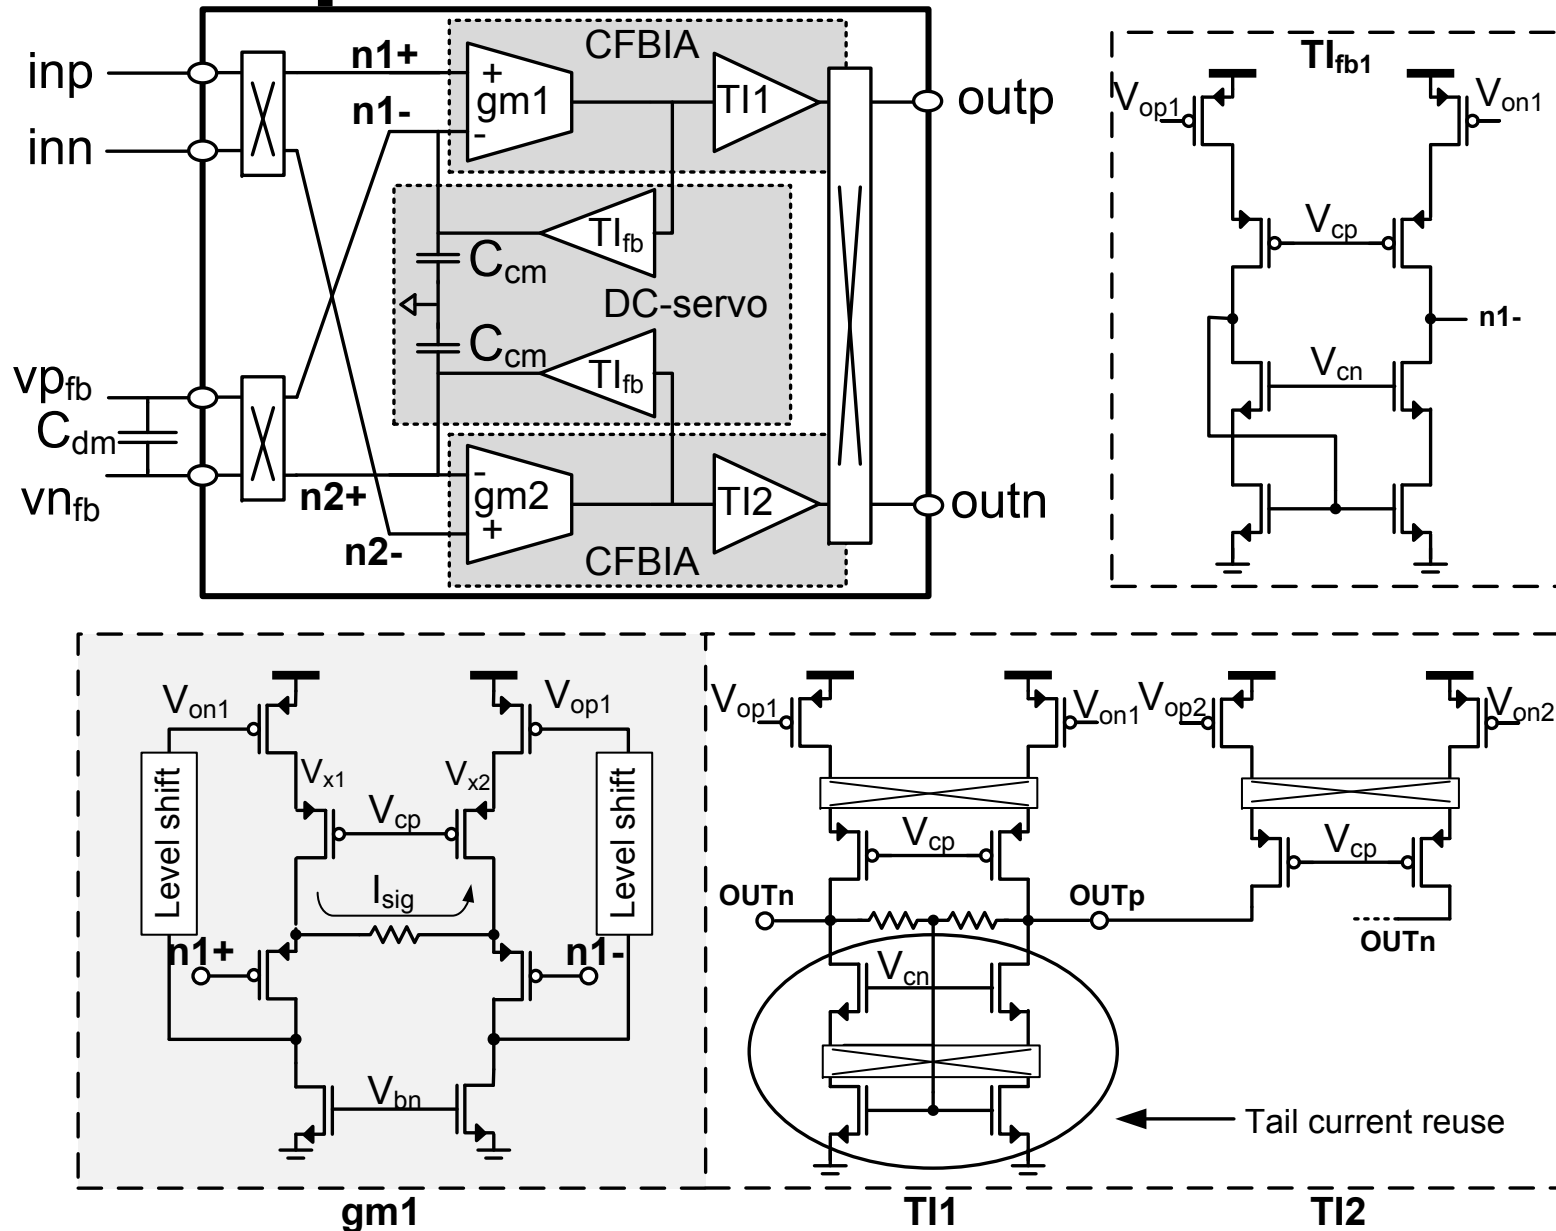 CFBIA
inp
n1+
+
gm1
-
TI1
outp
inn
n1-
TIfb
Ccm
DC-servo
Ccm
TIfb
vpfb
Cdm
vnfb
n2+
-
gm2
+
TI2
outn
n2-
CFBIA
TIfb1
Vop1
Von1
Vcp
n1-
Vcn
Von1
Vop1
Level shift
Vx1
Vx2
Level shift
Vcp
Isig
n1+
n1-
Vbn
gm1
Vop1
Von1
Vcp
OUTn
OUTp
Vcn
Tail current reuse
TI1
Vop2
Von2
Vcp
OUTn
TI2